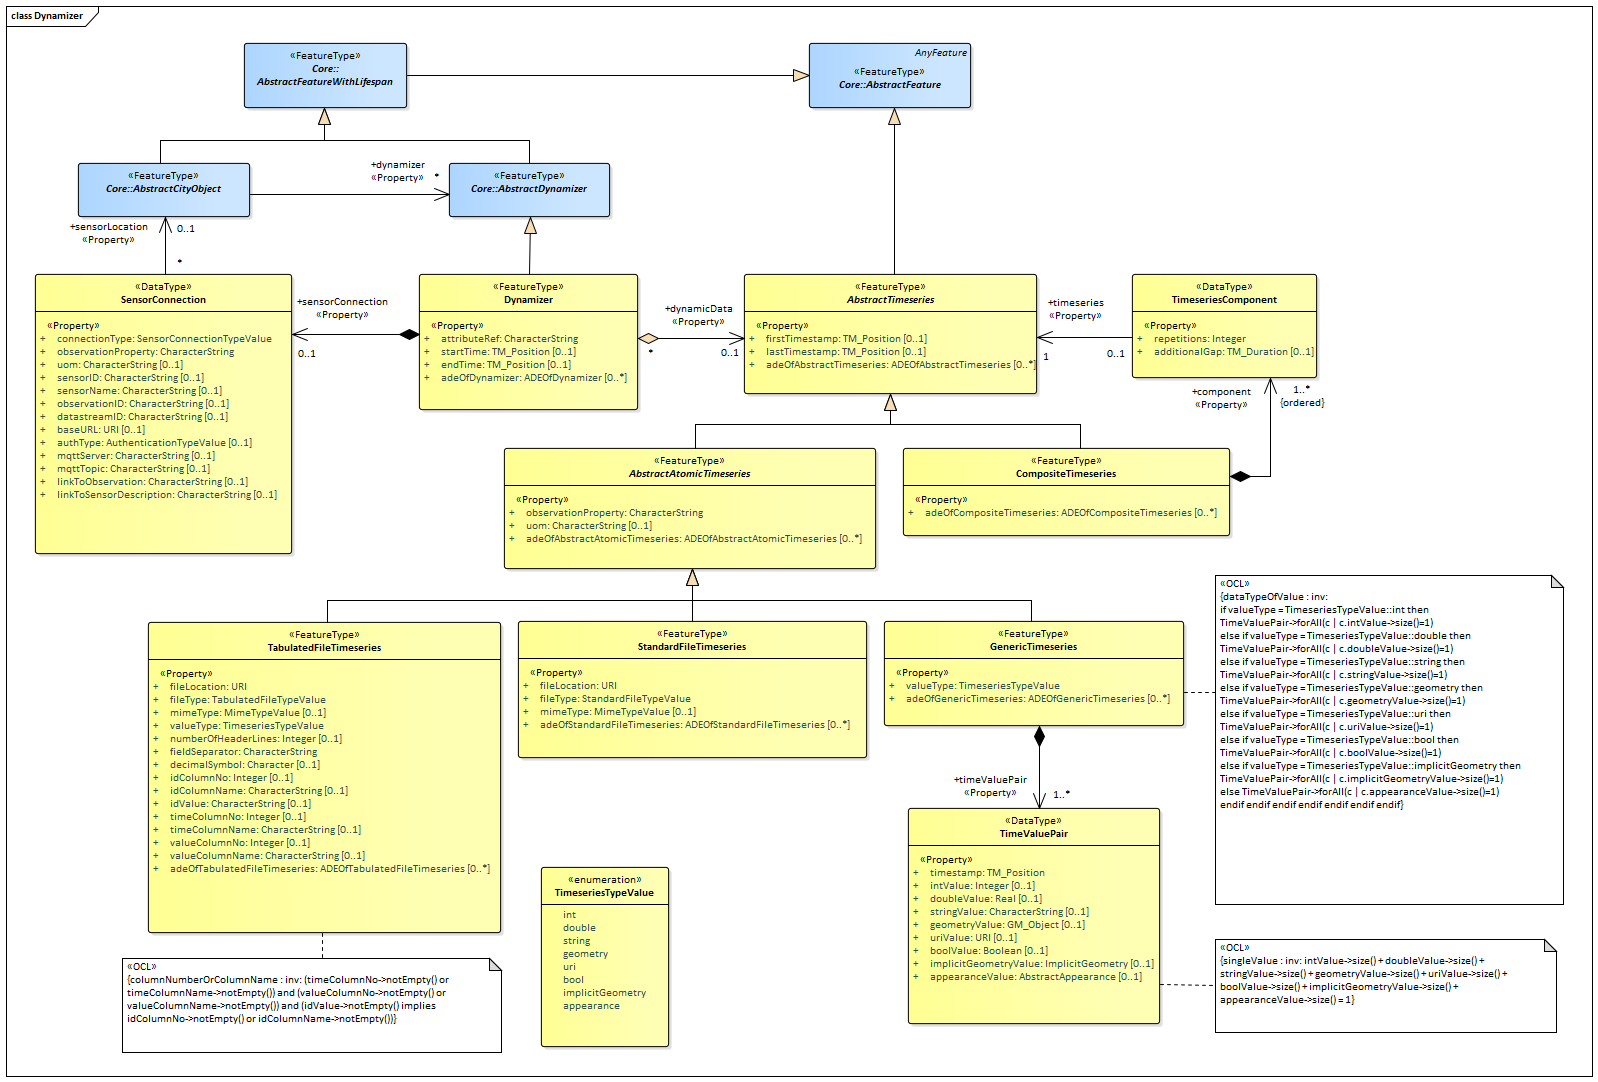 class Dynamizer
«FeatureType»
Core::
AbstractFeatureWithLifespan
AnyFeature
«FeatureType»
Core::AbstractFeature
«FeatureType»
Core::AbstractCityObject
+dynamizer
«Property»
*
«FeatureType»
Core::AbstractDynamizer
+sensorLocation
«Property»
0..1
*
«DataType»
SensorConnection
«Property»
+ connectionType: SensorConnectionTypeValue
+ observationProperty: CharacterString
+ uom: CharacterString [0..1]
+ sensorID: CharacterString [0..1]
+ sensorName: CharacterString [0..1]
+ observationID: CharacterString [0..1]
+ datastreamID: CharacterString [0..1]
+ baseURL: URI [0..1]
+ authType: AuthenticationTypeValue [0..1]
+ mqttServer: CharacterString [0..1]
+ mqttTopic: CharacterString [0..1]
+ linkToObservation: CharacterString [0..1]
+ linkToSensorDescription: CharacterString [0..1]
+sensorConnection
«Property»
0..1
«FeatureType»
Dynamizer
«Property»
+ attributeRef: CharacterString
+ startTime: TM_Position [0..1]
+ endTime: TM_Position [0..1]
+ adeOfDynamizer: ADEOfDynamizer [0..*]
+dynamicData
«Property»
*
0..1
«FeatureType»
AbstractTimeseries
«Property»
+ firstTimestamp: TM_Position [0..1]
+ lastTimestamp: TM_Position [0..1]
+ adeOfAbstractTimeseries: ADEOfAbstractTimeseries [0..*]
+timeseries
«Property»
1
0..1
«DataType»
TimeseriesComponent
«Property»
+ repetitions: Integer
+ additionalGap: TM_Duration [0..1]
+component
«Property»
1..*
{ordered}
«FeatureType»
AbstractAtomicTimeseries
«Property»
+ observationProperty: CharacterString
+ uom: CharacterString [0..1]
+ adeOfAbstractAtomicTimeseries: ADEOfAbstractAtomicTimeseries [0..*]
«FeatureType»
CompositeTimeseries
«Property»
+ adeOfCompositeTimeseries: ADEOfCompositeTimeseries [0..*]
«FeatureType»
TabulatedFileTimeseries
«Property»
+ fileLocation: URI
+ fileType: TabulatedFileTypeValue
+ mimeType: MimeTypeValue [0..1]
+ valueType: TimeseriesTypeValue
+ numberOfHeaderLines: Integer [0..1]
+ fieldSeparator: CharacterString
+ decimalSymbol: Character [0..1]
+ idColumnNo: Integer [0..1]
+ idColumnName: CharacterString [0..1]
+ idValue: CharacterString [0..1]
+ timeColumnNo: Integer [0..1]
+ timeColumnName: CharacterString [0..1]
+ valueColumnNo: Integer [0..1]
+ valueColumnName: CharacterString [0..1]
+ adeOfTabulatedFileTimeseries: ADEOfTabulatedFileTimeseries [0..*]
«FeatureType»
StandardFileTimeseries
«Property»
+ fileLocation: URI
+ fileType: StandardFileTypeValue
+ mimeType: MimeTypeValue [0..1]
+ adeOfStandardFileTimeseries: ADEOfStandardFileTimeseries [0..*]
«FeatureType»
GenericTimeseries
«Property»
+ valueType: TimeseriesTypeValue
+ adeOfGenericTimeseries: ADEOfGenericTimeseries [0..*]
«OCL»
{dataTypeOfValue : inv:
if valueType = TimeseriesTypeValue::int then
TimeValuePair->forAll(c | c.intValue->size()=1)
else if valueType = TimeseriesTypeValue::double then
TimeValuePair->forAll(c | c.doubleValue->size()=1)
else if valueType = TimeseriesTypeValue::string then
TimeValuePair->forAll(c | c.stringValue->size()=1)
else if valueType = TimeseriesTypeValue::geometry then
TimeValuePair->forAll(c | c.geometryValue->size()=1)
else if valueType = TimeseriesTypeValue::uri then
TimeValuePair->forAll(c | c.uriValue->size()=1)
else if valueType = TimeseriesTypeValue::bool then
TimeValuePair->forAll(c | c.boolValue->size()=1)
else if valueType = TimeseriesTypeValue::implicitGeometry then
TimeValuePair->forAll(c | c.implicitGeometryValue->size()=1)
else TimeValuePair->forAll(c | c.appearanceValue->size()=1)
endif endif endif endif endif endif endif}
+timeValuePair
«Property»
1..*
«DataType»
TimeValuePair
«Property»
+ timestamp: TM_Position
+ intValue: Integer [0..1]
+ doubleValue: Real [0..1]
+ stringValue: CharacterString [0..1]
+ geometryValue: GM_Object [0..1]
+ uriValue: URI [0..1]
+ boolValue: Boolean [0..1]
+ implicitGeometryValue: ImplicitGeometry [0..1]
+ appearanceValue: AbstractAppearance [0..1]
«enumeration»
TimeseriesTypeValue
int
double
string
geometry
uri
bool
implicitGeometry
appearance
«OCL»
{columnNumberOrColumnName : inv: (timeColumnNo->notEmpty() or
timeColumnName->notEmpty()) and (valueColumnNo->notEmpty() or
valueColumnName->notEmpty()) and (idValue->notEmpty() implies
idColumnNo->notEmpty() or idColumnName->notEmpty())}
«OCL»
{singleValue : inv: intValue->size() + doubleValue->size() +
stringValue->size() + geometryValue->size() + uriValue->size() +
boolValue->size() + implicitGeometryValue->size() +
appearanceValue->size() = 1}